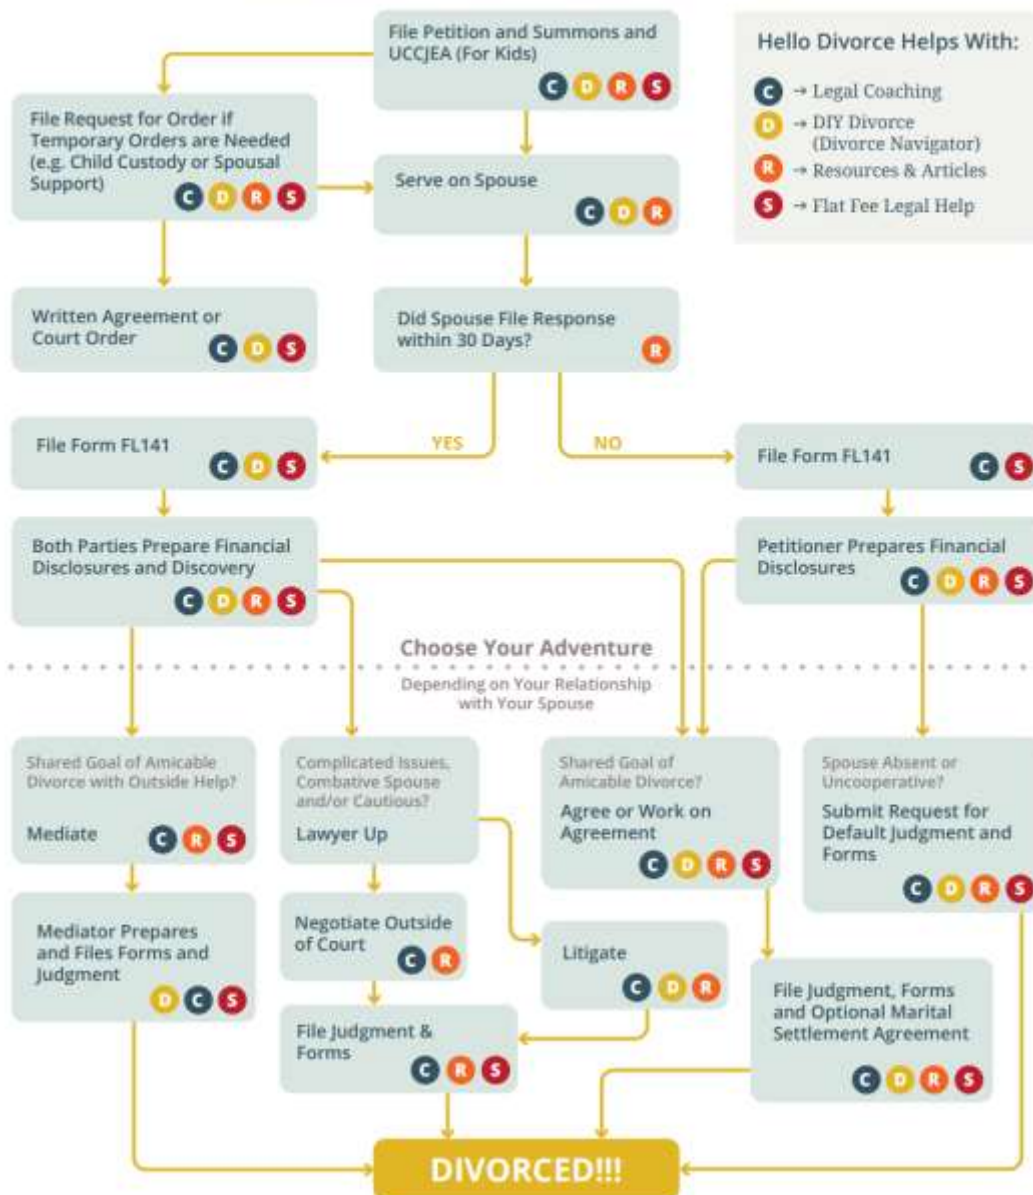 File Petition and Summons and
UCCJEA (For Kids)
C D R S
Hello Divorce Helps With:
C → Legal Coaching
D → DIY Divorce
(Divorce Navigator)
R → Resources & Articles
S → Flat Fee Legal Help
File Request for Order if
Temporary Orders are Needed
(e.g. Child Custody or Spousal
Support)
C D R S
Serve on Spouse
C D R
Written Agreement or
Court Order
C D S
Did Spouse File Response
within 30 Days?
R
YES
NO
File Form FL141
C D S
File Form FL141
C S
Both Parties Prepare Financial
Disclosures and Discovery
C D R S
Petitioner Prepares Financial
Disclosures
C D R S
Choose Your Adventure
Depending on Your Relationship
with Your Spouse
Shared Goal of Amicable
Divorce with Outside Help?
Mediate
C R S
Complicated Issues,
Combative Spouse
and/or Cautious?
Lawyer Up
Shared Goal of
Amicable Divorce?
Agree or Work on
Agreement
C D R S
Spouse Absent or
Uncooperative?
Submit Request for
Default Judgment and
Forms
C D R S
Mediator Prepares
and Files Forms and
Judgment
D C S
Negotiate Outside
of Court
C R
Litigate
C D R
File Judgment, Forms
and Optional Marital
Settlement Agreement
C D R S
File Judgment &
Forms
C R S
DIVORCED!!!